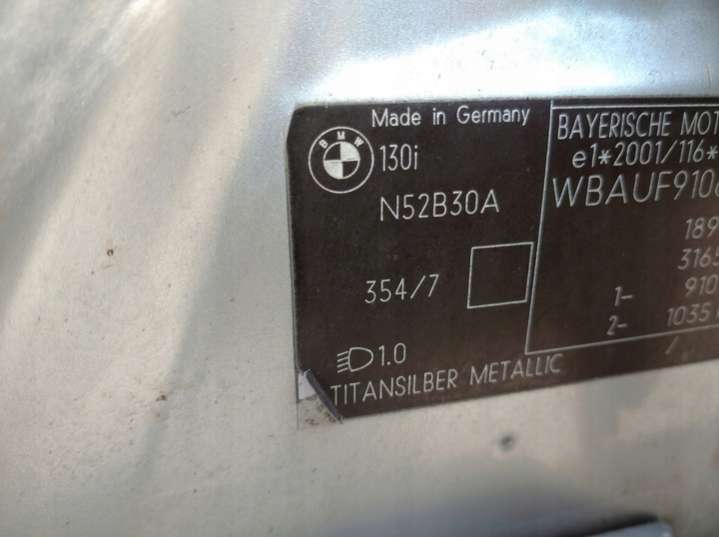 Made in Germany
BMW
130i
N52B30A
354/7
1.0
TITANSILBER METALLIC
BAYERISCHE MOT
e1*2001/116*
WBAUF910
189
3165
1- 910
2- 1035
/